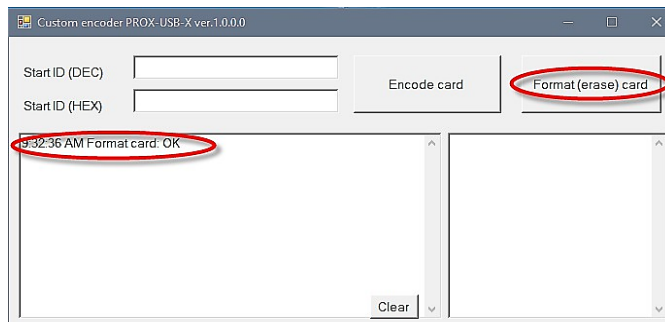 Custom encoder PROX-USB-X ver.1.0.0.0
Start ID (DEC)
Start ID (HEX)
Encode card
Format (erase) card
9:32:36 AM Format card: OK
Clear